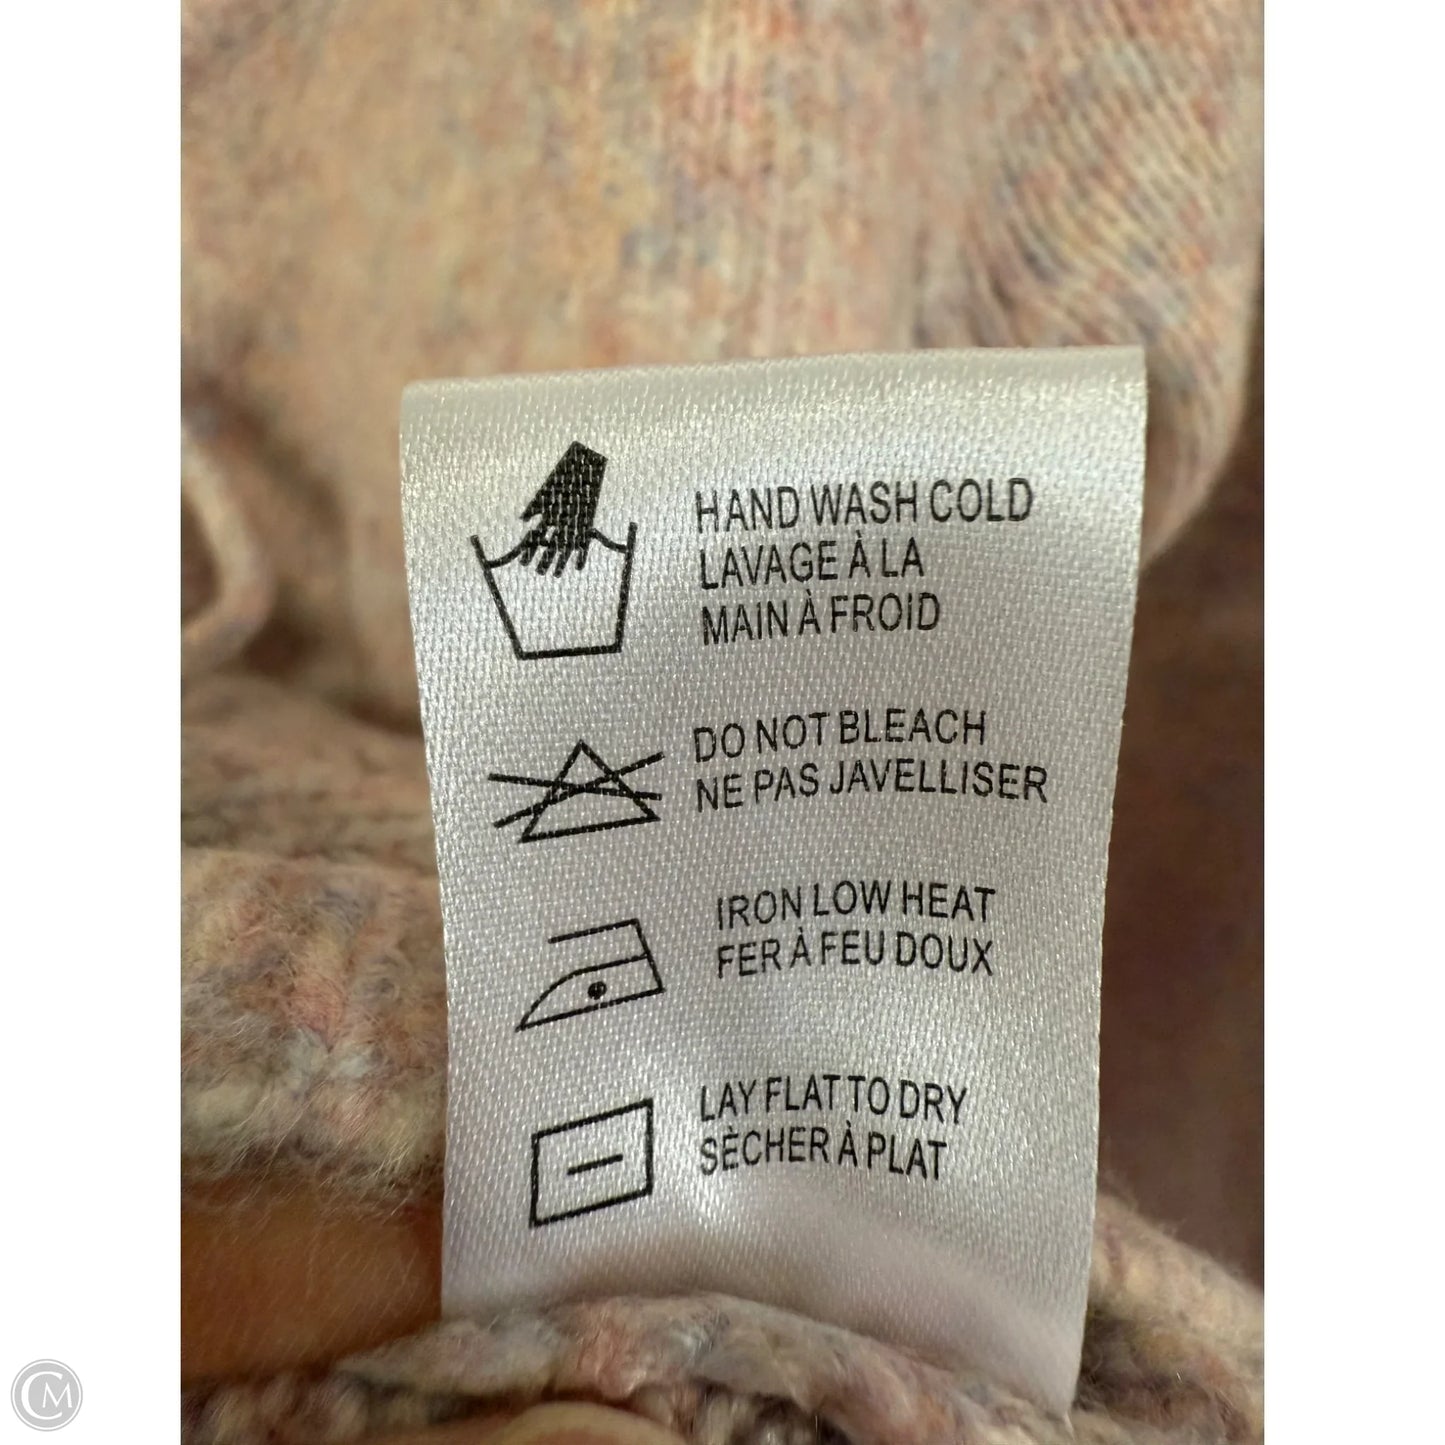 HAND WASH COLD
LAVAGE À LA
MAIN À FROID
DO NOT BLEACH
NE PAS JAVELLISER
IRON LOW HEAT
FER À FEU DOUX
LAY FLAT TO DRY
SÈCHER À PLAT
CM